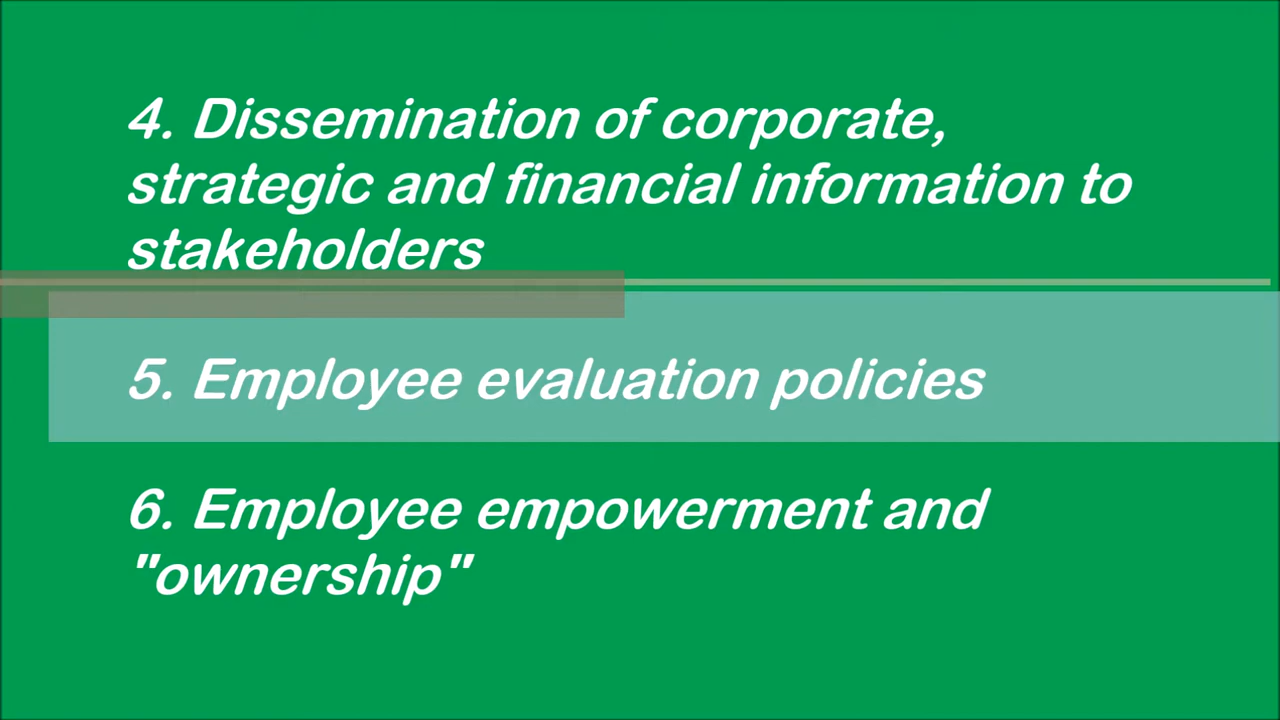 4. Dissemination of corporate,
strategic and financial information to
stakeholders
5. Employee evaluation policies
6. Employee empowerment and
"ownership"